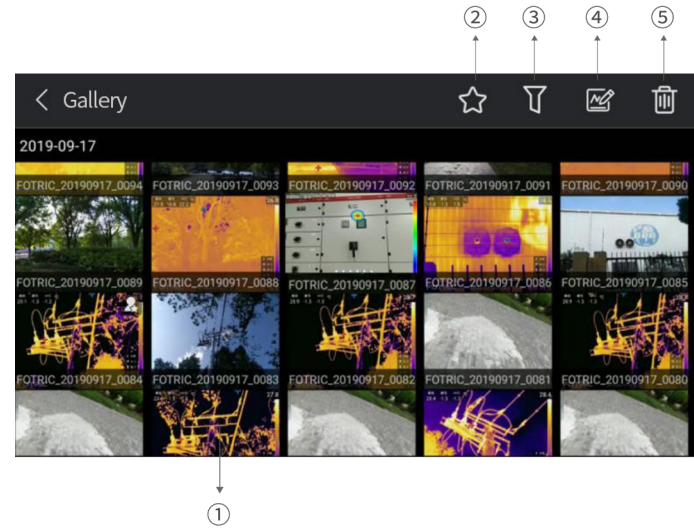 ② ③ ④ ⑤
Gallery
2019-09-17
FOTRIC_20190917_0094 FOTRIC_20190917_0093 FOTRIC_20190917_0092 FOTRIC_20190917_0091 FOTRIC_20190917_0090
FOTRIC_20190917_0089 FOTRIC_20190917_0088 FOTRIC_20190917_0087 FOTRIC_20190917_0086 FOTRIC_20190917_0085
FOTRIC_20190917_0084 FOTRIC_20190917_0083 FOTRIC_20190917_0082 FOTRIC_20190917_0081 FOTRIC_20190917_0080
①